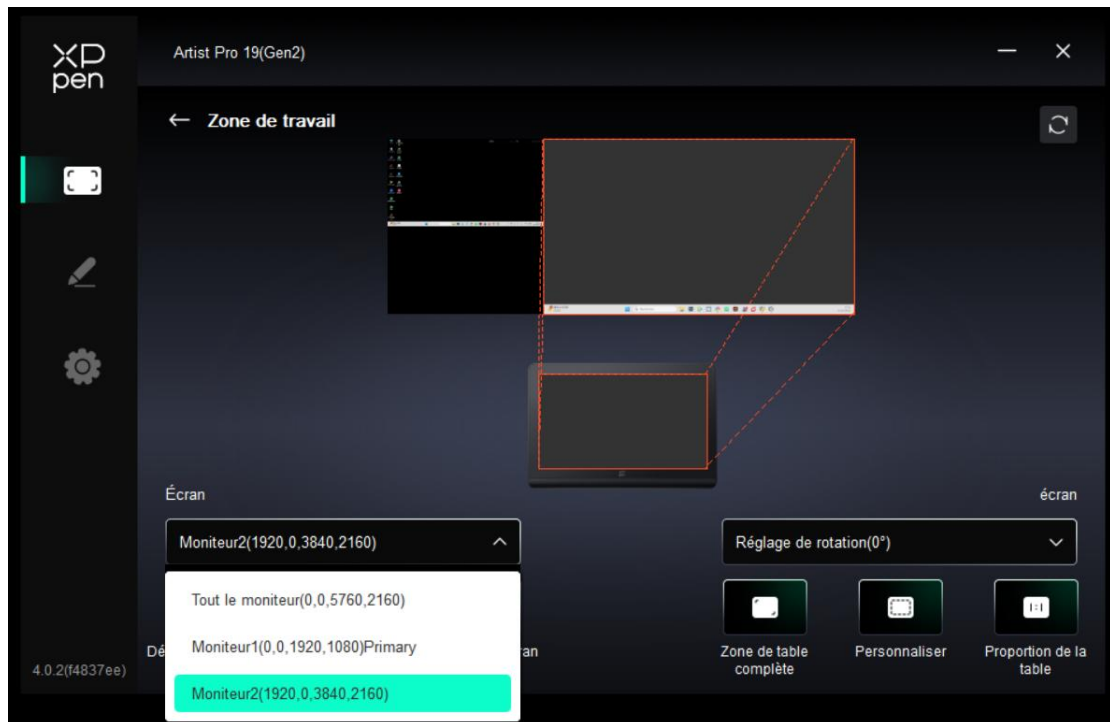 XP
pen
Artist Pro 19(Gen2)
Zone de travail
Écran
écran
Moniteur2(1920,0,3840,2160)
Réglage de rotation(0°)
Tout le moniteur(0,0,5760,2160)
Moniteur1(0,0,1920,1080)Primary
Moniteur2(1920,0,3840,2160)
Dé
ran
Zone de table
complète
Personnaliser
Proportion de la
table
4.0.2(f4837ee)